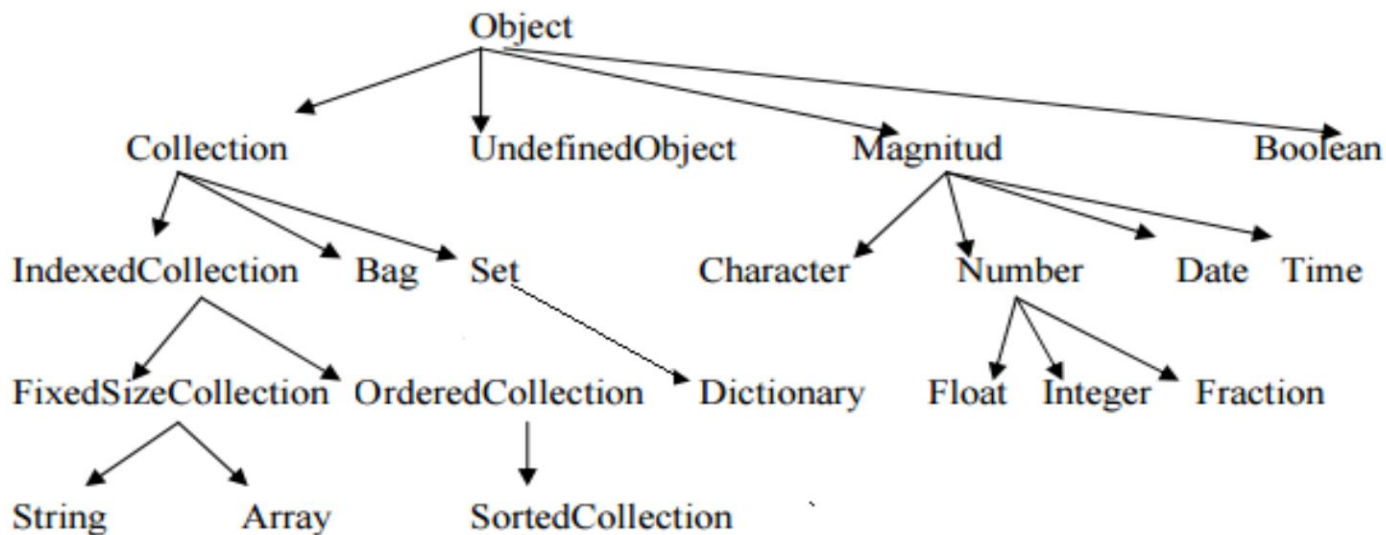 Object
Collection UndefinedObject Magnitud Boolean
IndexedCollection Bag Set Character Number Date Time
FixedSizeCollection OrderedCollection Dictionary Float Integer Fraction
String Array SortedCollection